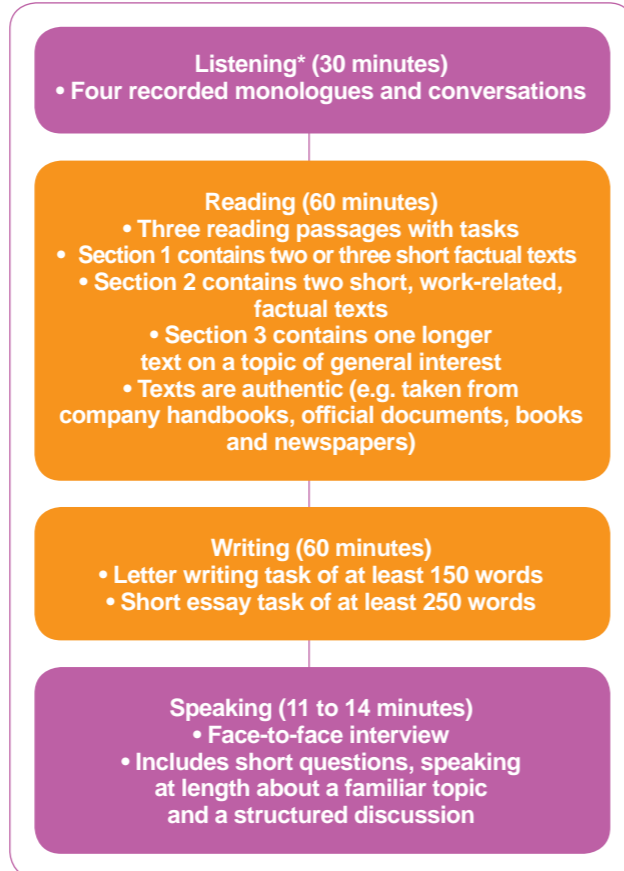 Listening* (30 minutes)
• Four recorded monologues and conversations
Reading (60 minutes)
• Three reading passages with tasks
• Section 1 contains two or three short factual texts
• Section 2 contains two short, work-related,
factual texts
• Section 3 contains one longer
text on a topic of general interest
• Texts are authentic (e.g. taken from
company handbooks, official documents, books
and newspapers)
Writing (60 minutes)
• Letter writing task of at least 150 words
• Short essay task of at least 250 words
Speaking (11 to 14 minutes)
• Face-to-face interview
• Includes short questions, speaking
at length about a familiar topic
and a structured discussion